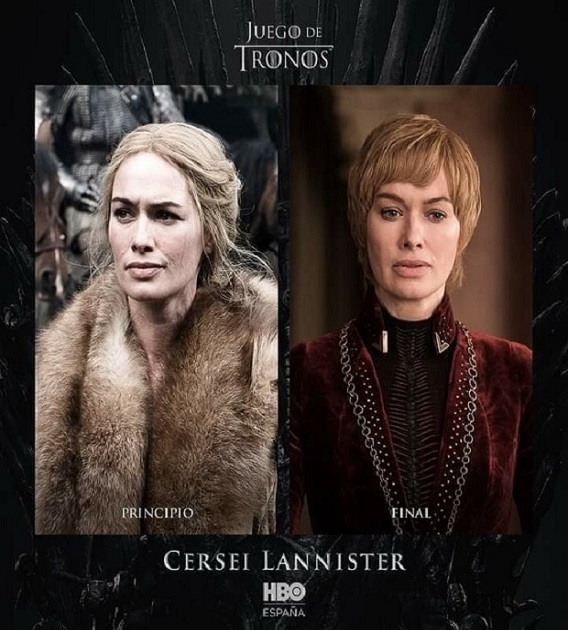 JUEGO DE
TRONOS
PRINCIPIO
FINAL
CERSEI LANNISTER
HBO
ESPAÑA